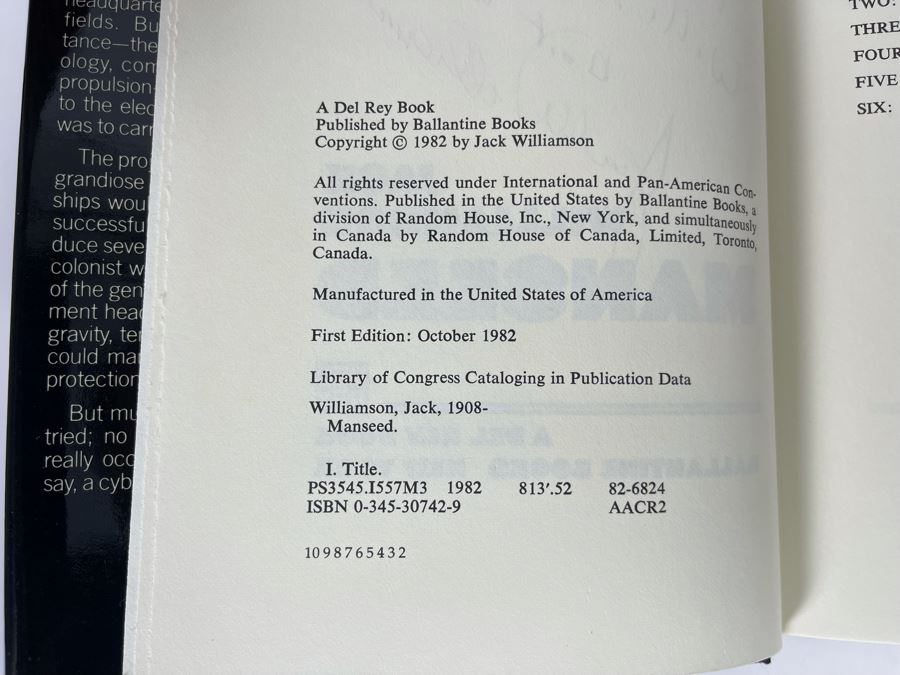 headquarte
fields. Bu
tance—the
ology, com
propulsion
to the elec
was to carr
The pro
grandiose
ships wou
successfu
duce seve
colonist w
of the gen
ment head
gravity, ter
could mai
protection
But mu
tried; no
really occ
say, a cyb
A Del Rey Book
Published by Ballantine Books
Copyright © 1982 by Jack Williamson
All rights reserved under International and Pan-American Con-
ventions. Published in the United States by Ballantine Books, a
division of Random House, Inc., New York, and simultaneously
in Canada by Random House of Canada, Limited, Toronto,
Canada.
Manufactured in the United States of America
First Edition: October 1982
Library of Congress Cataloging in Publication Data
Williamson, Jack, 1908-
Manseed.
I. Title.
PS3545.I557M3 1982 813'.52 82-6824
ISBN 0-345-30742-9 AACR2
1098765432
TWO:
THRE
FOUR
FIVE
SIX: